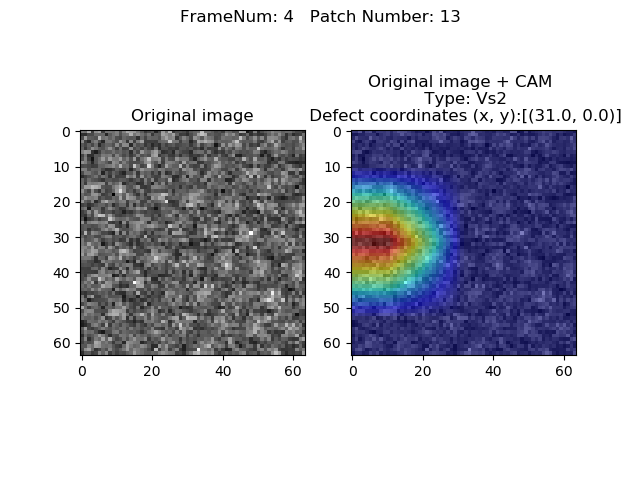 FrameNum: 4   Patch Number: 13
Original image
Original image + CAM
Type: Vs2
Defect coordinates (x, y):[(31.0, 0.0)]
0
10
20
30
40
50
60
0 20 40 60
0
10
20
30
40
50
60
0 20 40 60